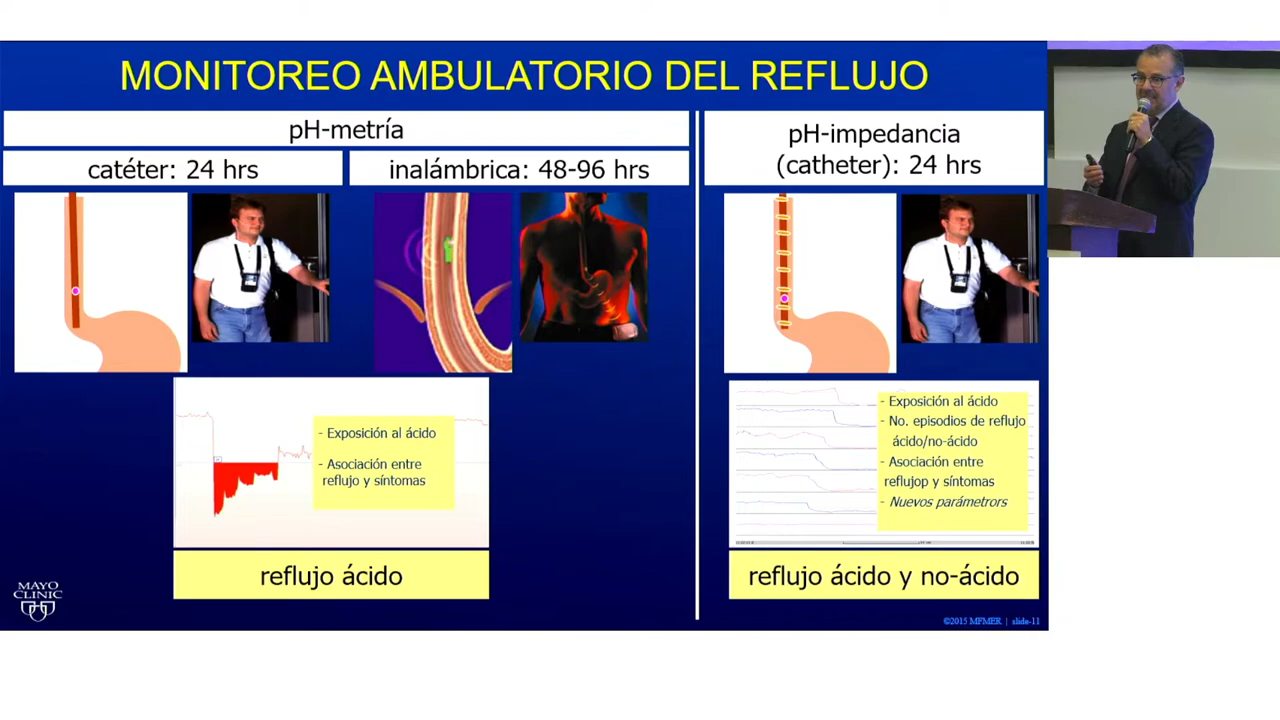 MONITOREO AMBULATORIO DEL REFLUJO
pH-metría
catéter: 24 hrs
inalámbrica: 48-96 hrs
- Exposición al ácido
- Asociación entre
reflujo y síntomas
reflujo ácido
pH-impedancia
(catheter): 24 hrs
- Exposición al ácido
- No. episodios de reflujo
ácido/no-ácido
- Asociación entre
reflujop y síntomas
- Nuevos parámetrors
reflujo ácido y no-ácido
MAYO
CLINIC
©2015 MFMER | slide-11